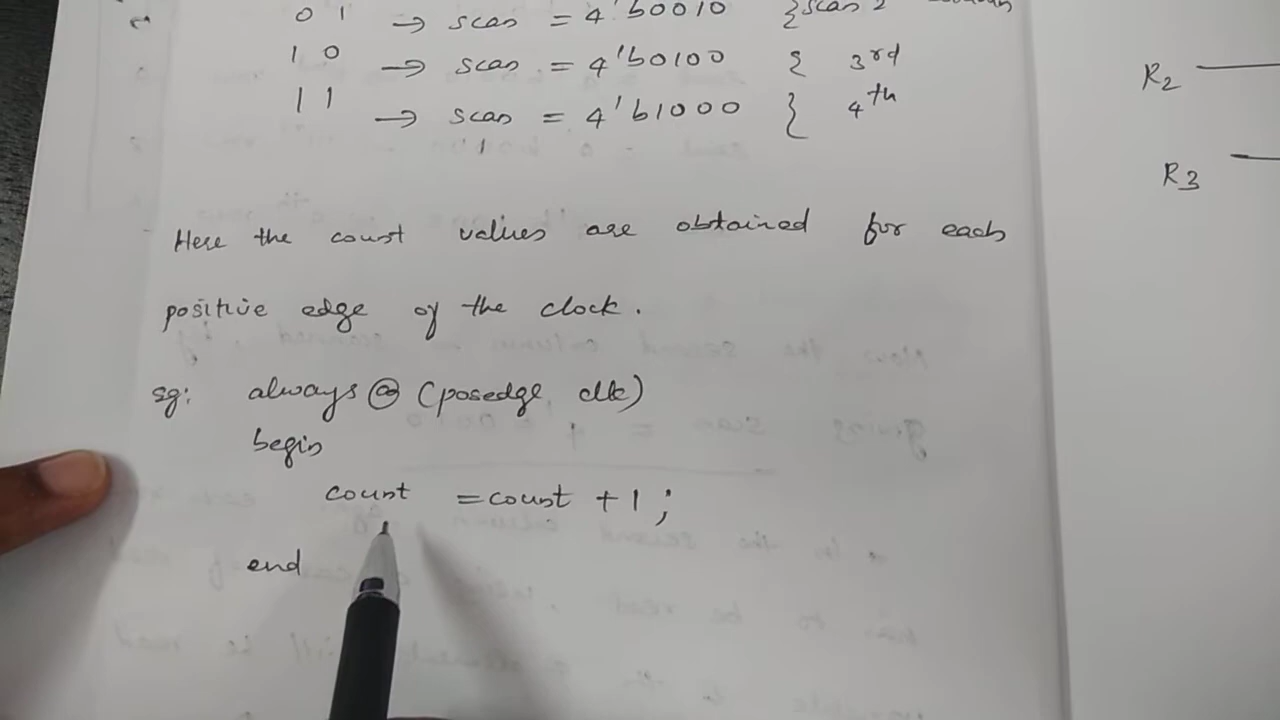 0 1 → scan = 4'b0010 } scan 2
1 0 → scan = 4'b0100 } 3rd
1 1 → scan = 4'b1000 } 4th
R2
R3
Here the count values are obtained for each
positive edge of the clock.
eg: always @ (posedge clk)
begin
count = count + 1 ;
end